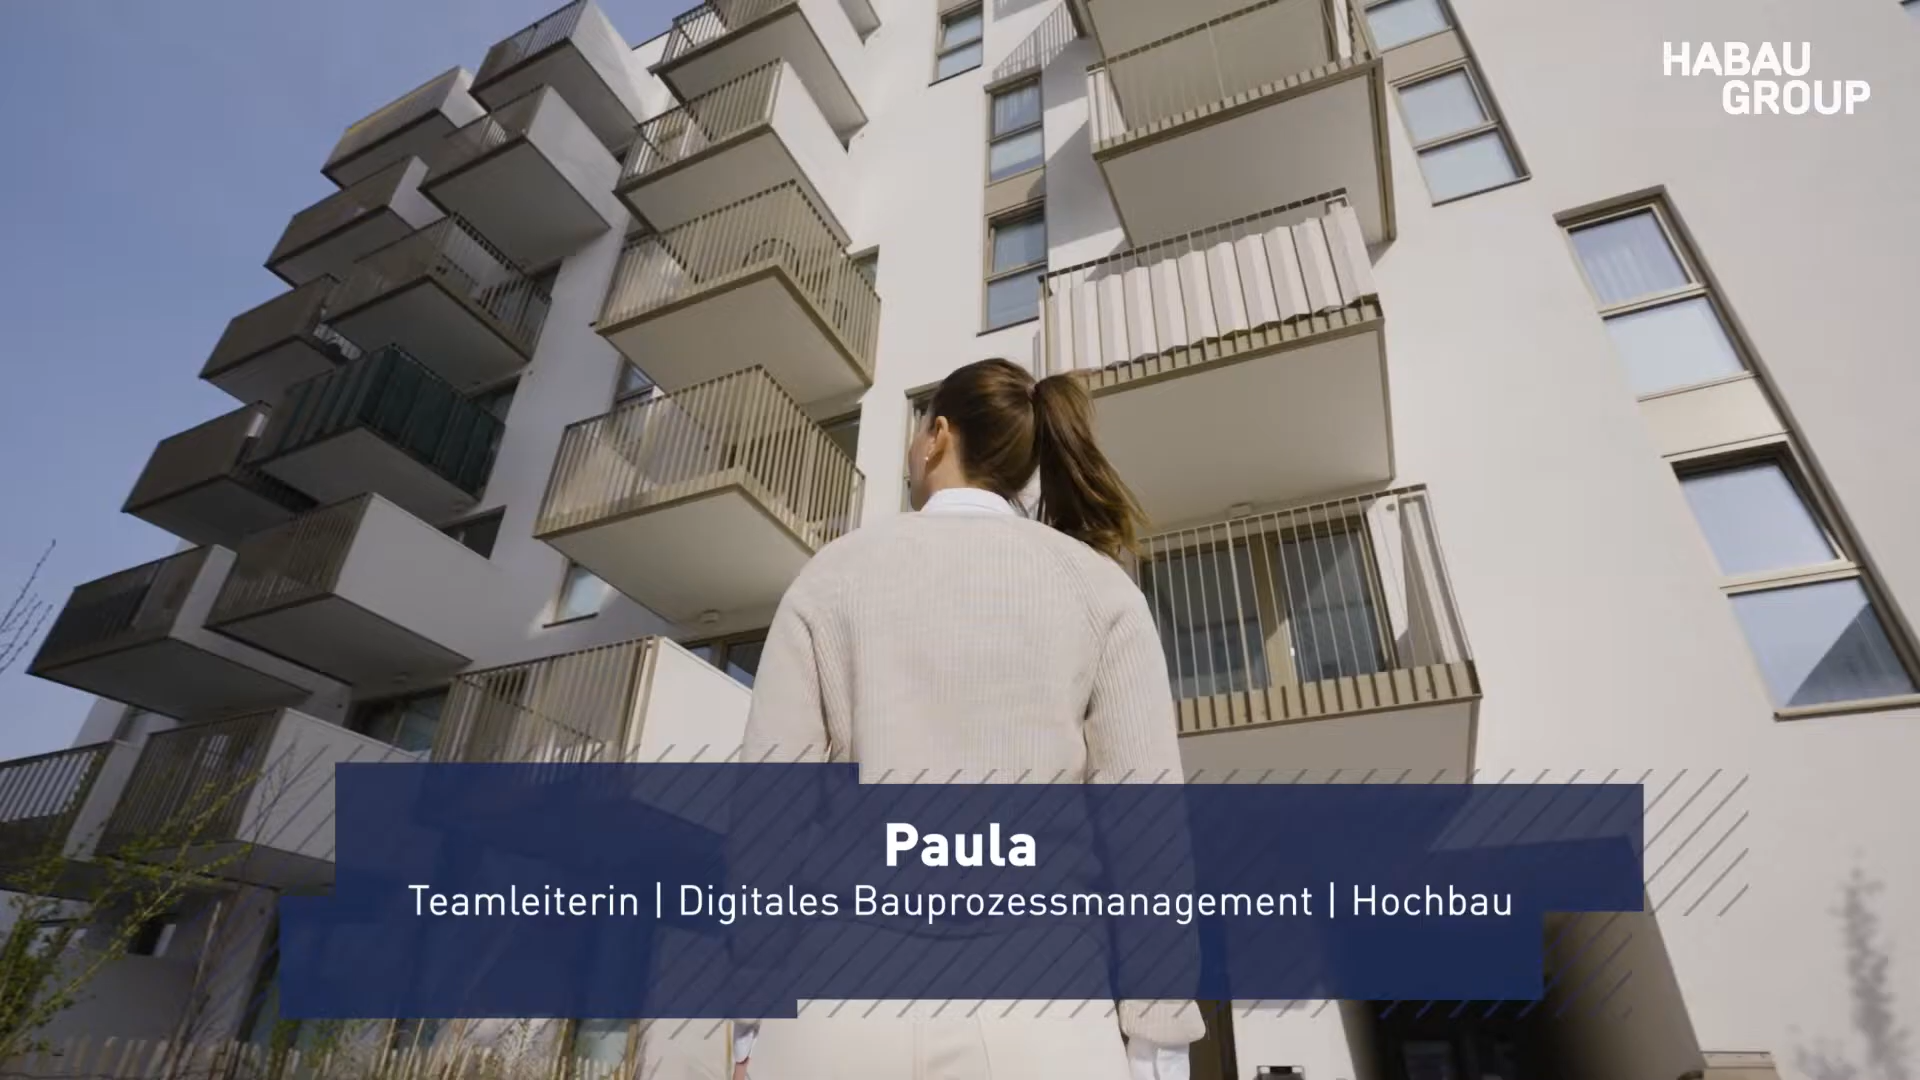 HABAU
GROUP
Paula
Teamleiterin | Digitales Bauprozessmanagement | Hochbau